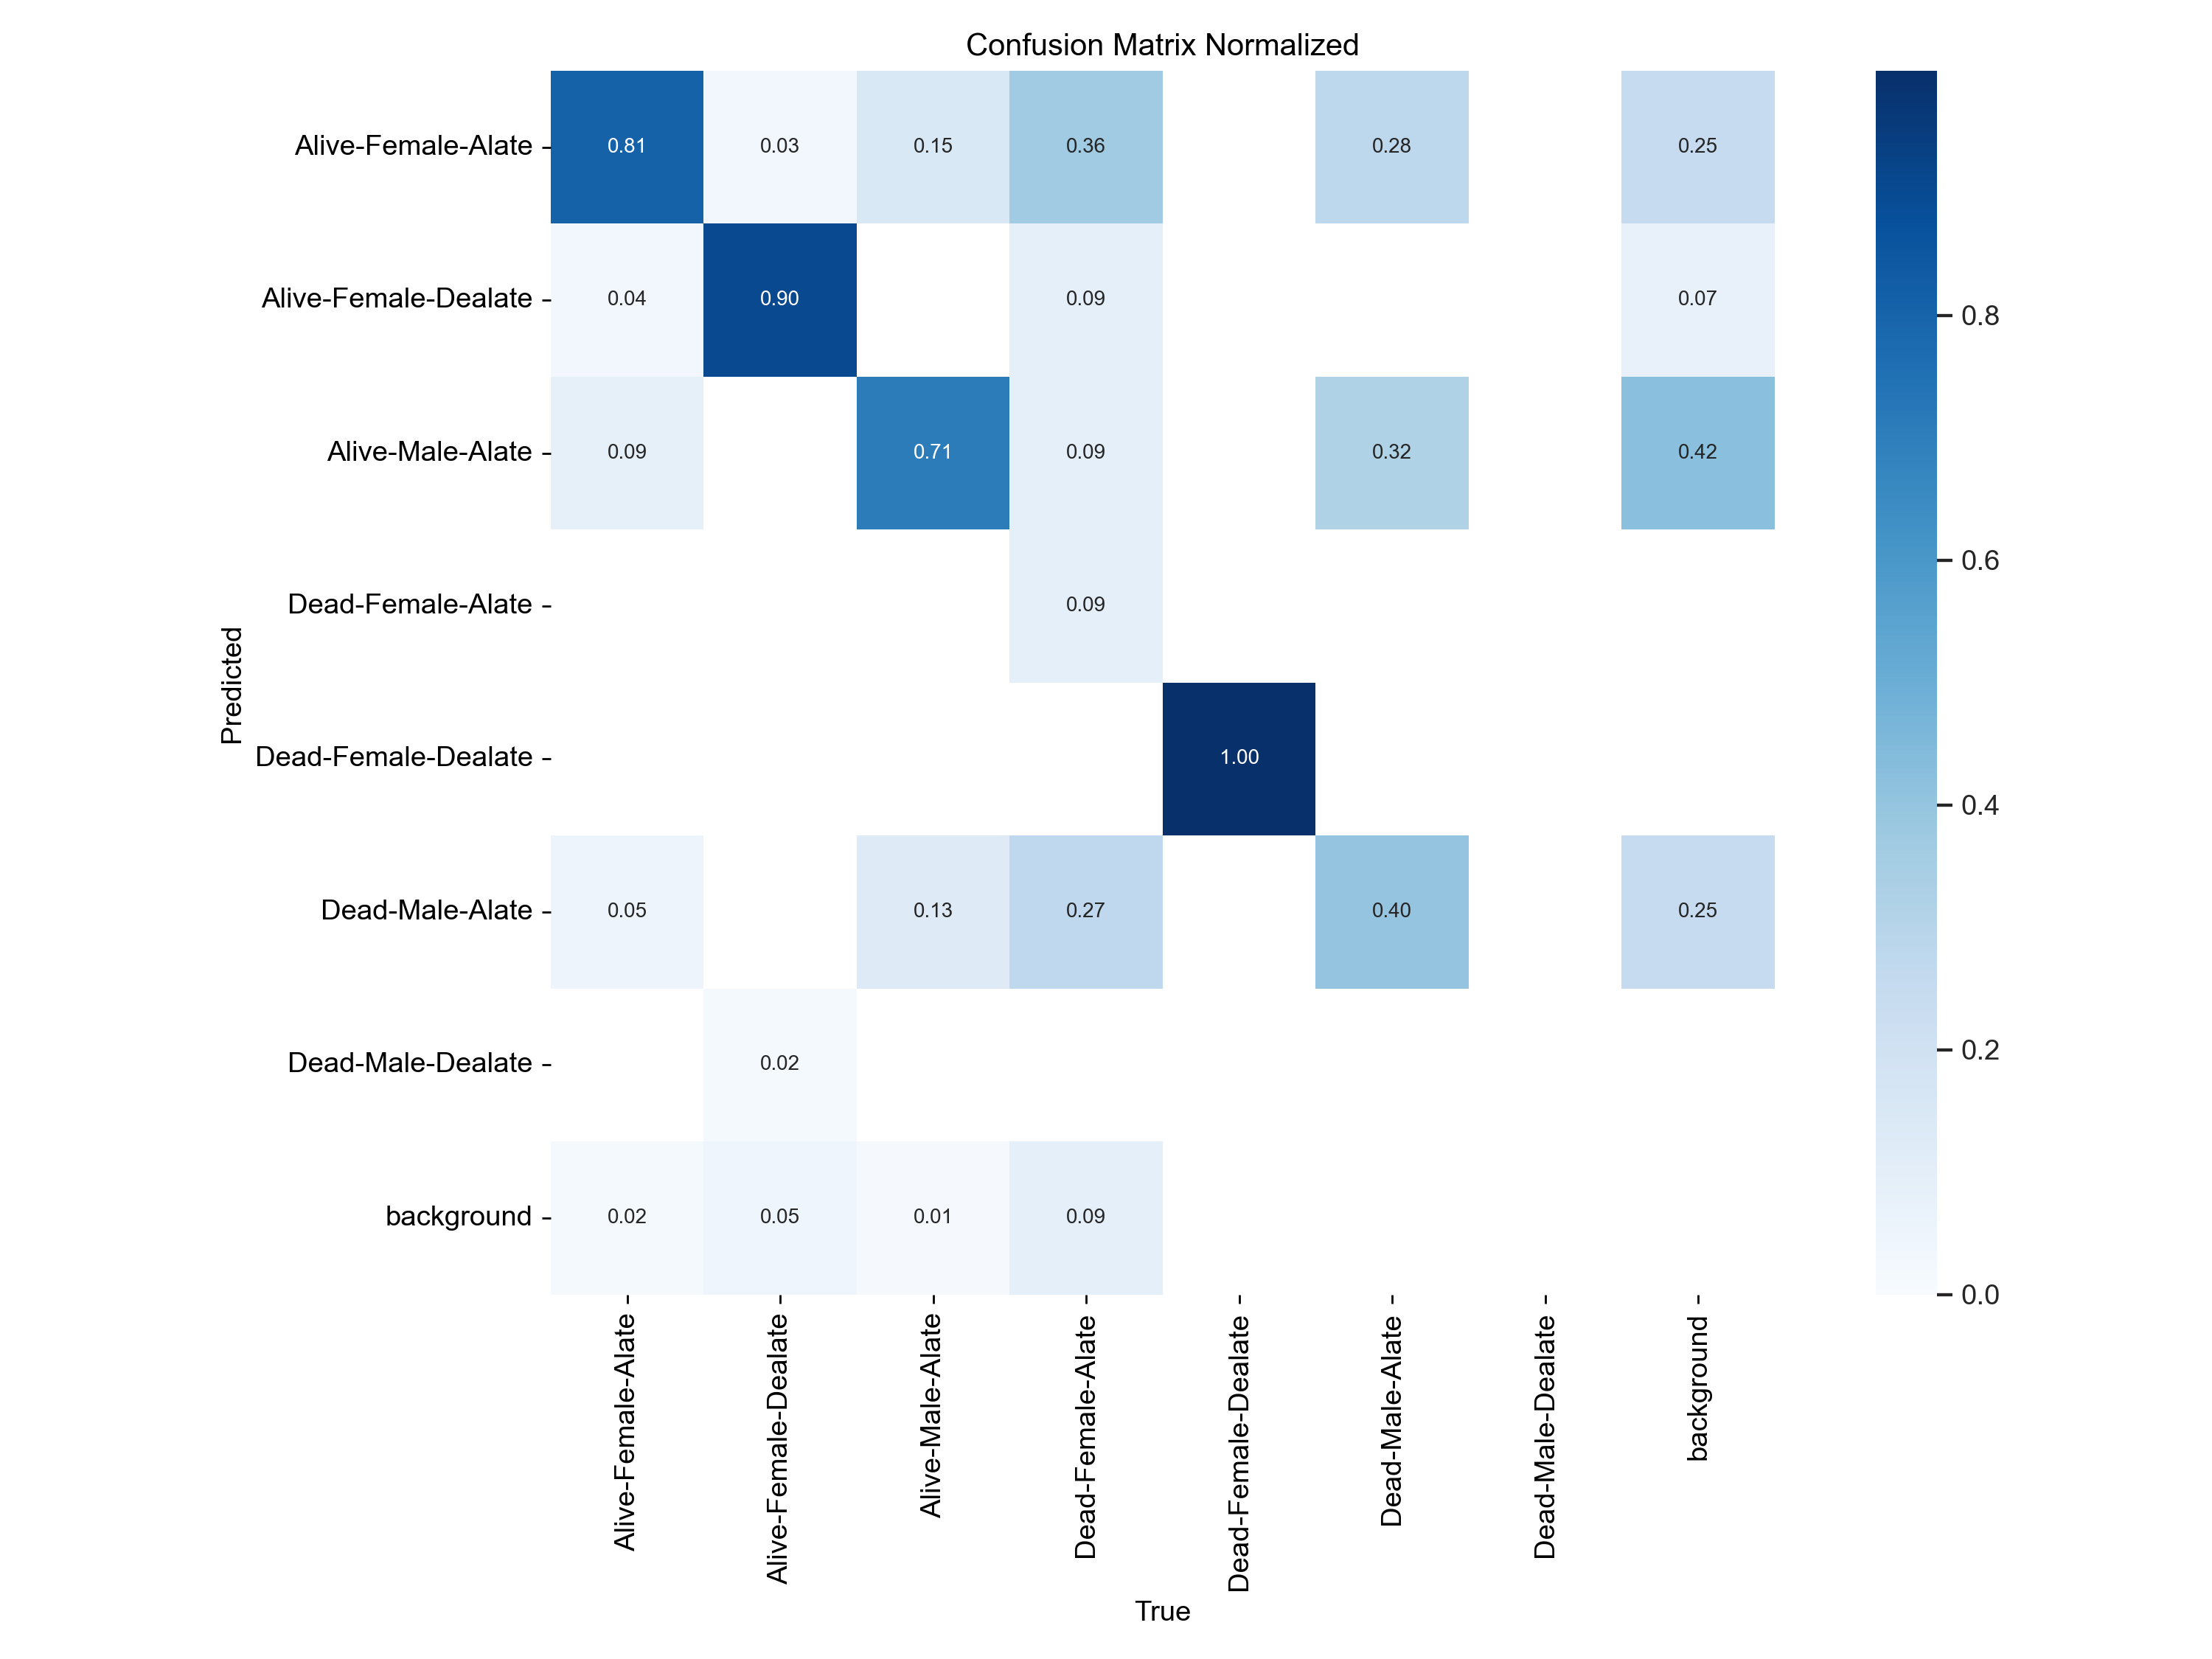 Confusion Matrix Normalized
Predicted
Alive-Female-Alate 0.81 0.03 0.15 0.36 0.28 0.25
Alive-Female-Dealate 0.04 0.90 0.09 0.07
Alive-Male-Alate 0.09 0.71 0.09 0.32 0.42
Dead-Female-Alate 0.09
Dead-Female-Dealate 1.00
Dead-Male-Alate 0.05 0.13 0.27 0.40 0.25
Dead-Male-Dealate 0.02
background 0.02 0.05 0.01 0.09
Alive-Female-Alate
Alive-Female-Dealate
Alive-Male-Alate
Dead-Female-Alate
Dead-Female-Dealate
Dead-Male-Alate
Dead-Male-Dealate
background
True
0.8
0.6
0.4
0.2
0.0